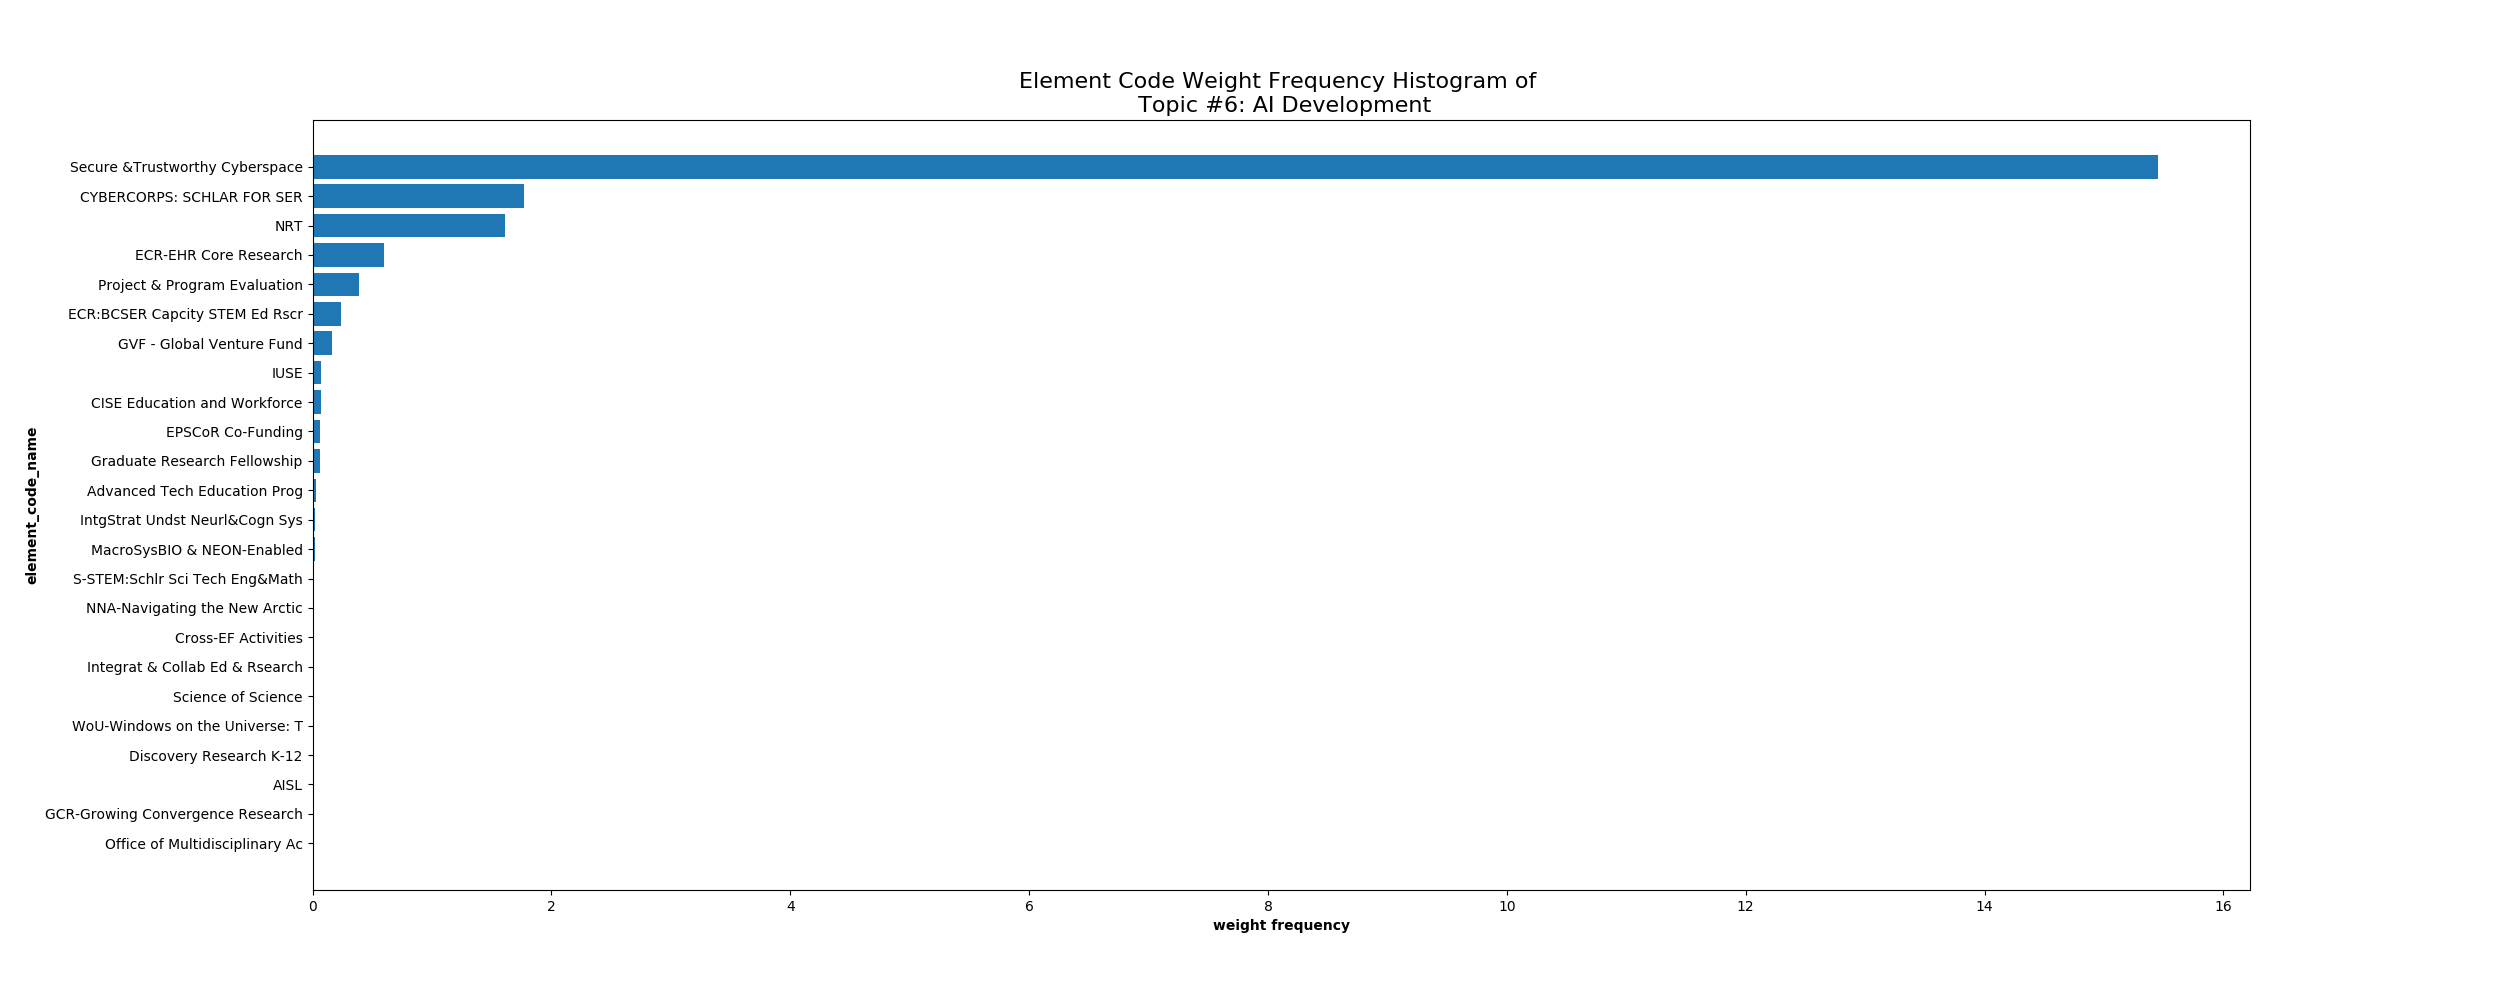 Element Code Weight Frequency Histogram of
Topic #6: AI Development
element_code_name
Secure &Trustworthy Cyberspace
CYBERCORPS: SCHLAR FOR SER
NRT
ECR-EHR Core Research
Project & Program Evaluation
ECR:BCSER Capcity STEM Ed Rscr
GVF - Global Venture Fund
IUSE
CISE Education and Workforce
EPSCoR Co-Funding
Graduate Research Fellowship
Advanced Tech Education Prog
IntgStrat Undst Neurl&Cogn Sys
MacroSysBIO & NEON-Enabled
S-STEM:Schlr Sci Tech Eng&Math
NNA-Navigating the New Arctic
Cross-EF Activities
Integrat & Collab Ed & Rsearch
Science of Science
WoU-Windows on the Universe: T
Discovery Research K-12
AISL
GCR-Growing Convergence Research
Office of Multidisciplinary Ac
0 2 4 6 8 10 12 14 16
weight frequency